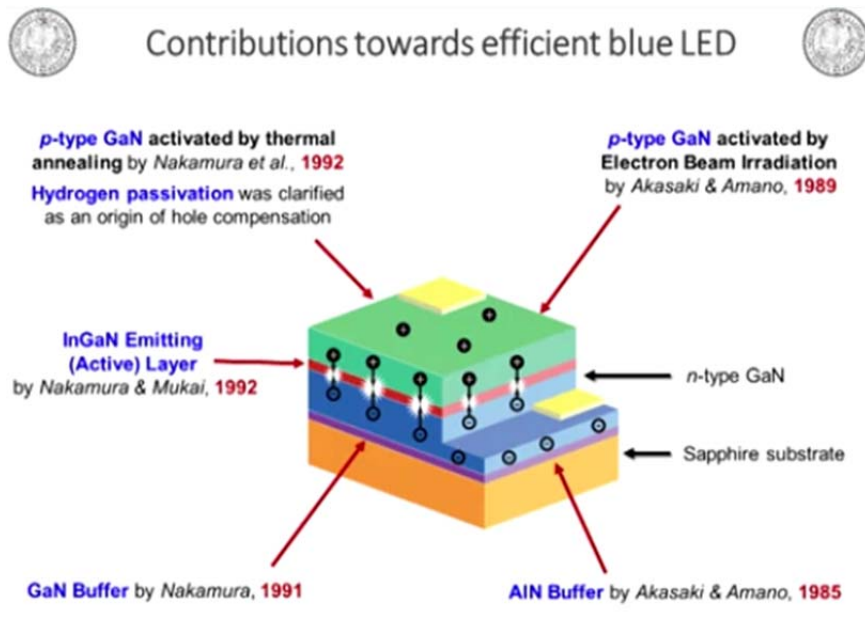 Contributions towards efficient blue LED
p-type GaN activated by thermal
annealing by Nakamura et al., 1992
Hydrogen passivation was clarified
as an origin of hole compensation
p-type GaN activated by
Electron Beam Irradiation
by Akasaki & Amano, 1989
InGaN Emitting
(Active) Layer
by Nakamura & Mukai, 1992
n-type GaN
Sapphire substrate
GaN Buffer by Nakamura, 1991
AlN Buffer by Akasaki & Amano, 1985